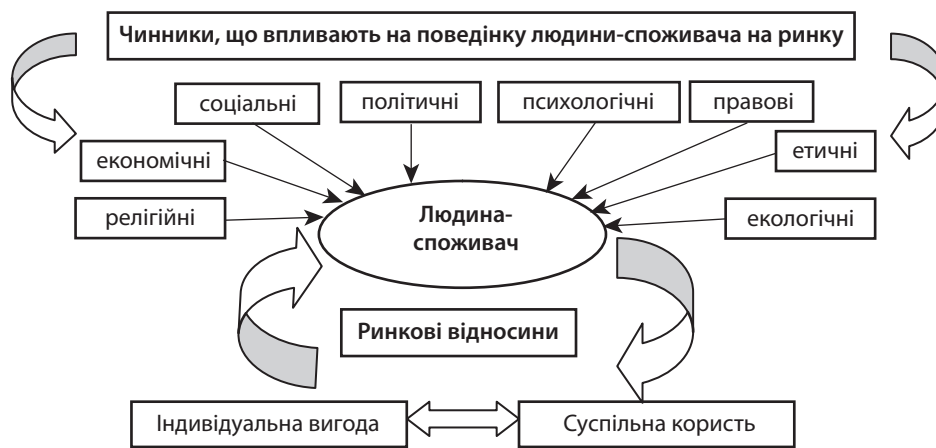 Чинники, що впливають на поведінку людини-споживача на ринку
соціальні
політичні
психологічні
правові
економічні
етичні
релігійні
екологічні
Людина-
споживач
Ринкові відносини
Індивідуальна вигода
Суспільна користь